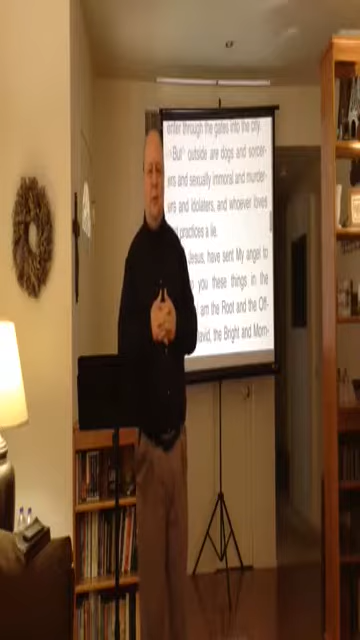 enter through the gates into the city.
But outside are dogs and sorcer-
ers and sexually immoral and murder-
ers and idolaters, and whoever loves
practices a lie.
Jesus, have sent My angel to
you these things in the
am the Root and the Off-
David, the Bright and Morn-